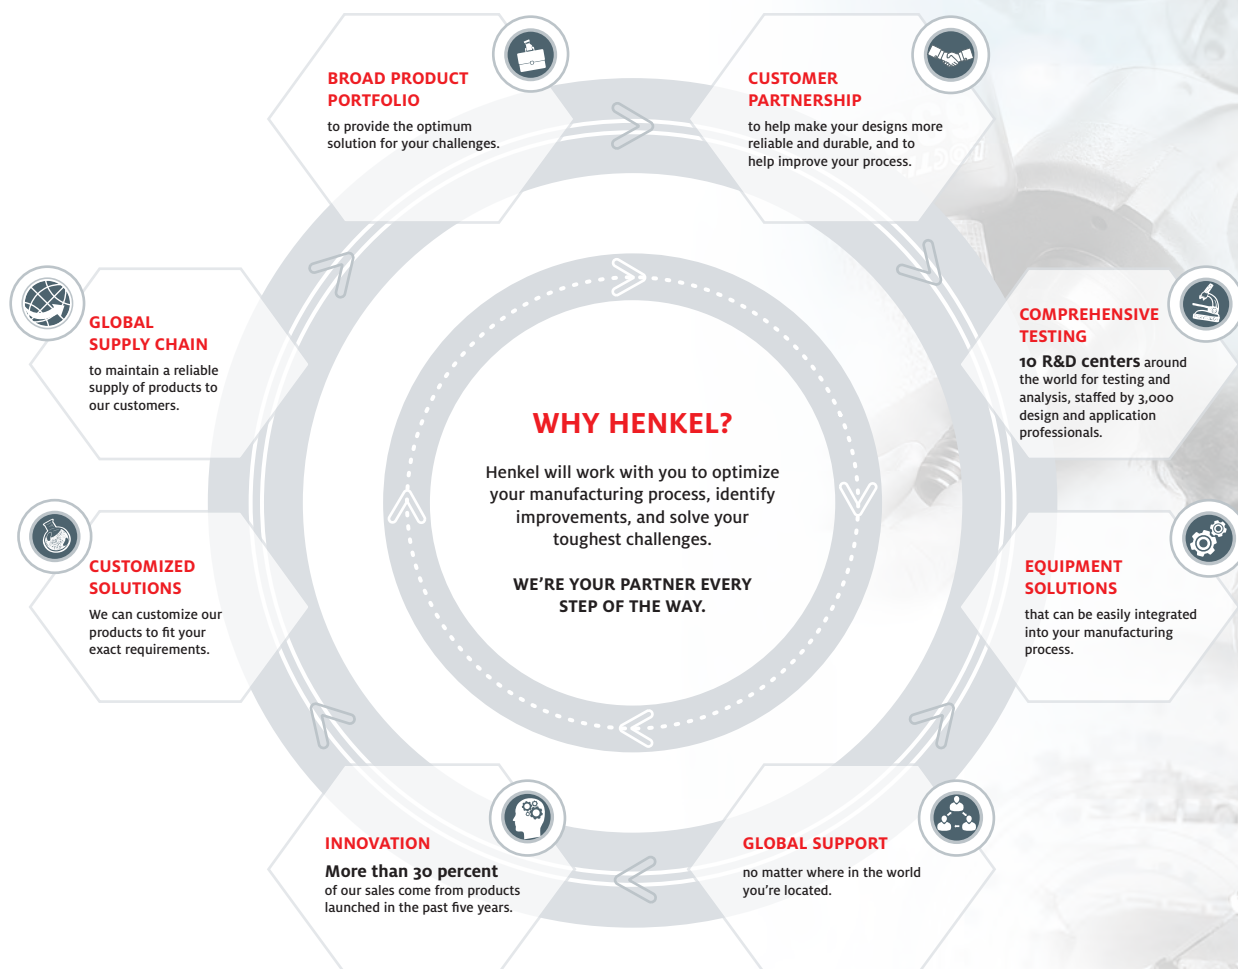 BROAD PRODUCT
PORTFOLIO
to provide the optimum
solution for your challenges.
CUSTOMER
PARTNERSHIP
to help make your designs more
reliable and durable, and to
help improve your process.
GLOBAL
SUPPLY CHAIN
to maintain a reliable
supply of products to
our customers.
COMPREHENSIVE
TESTING
10 R&D centers around
the world for testing and
analysis, staffed by 3,000
design and application
professionals.
WHY HENKEL?
Henkel will work with you to optimize
your manufacturing process, identify
improvements, and solve your
toughest challenges.
WE'RE YOUR PARTNER EVERY
STEP OF THE WAY.
CUSTOMIZED
SOLUTIONS
We can customize our
products to fit your
exact requirements.
EQUIPMENT
SOLUTIONS
that can be easily integrated
into your manufacturing
process.
INNOVATION
More than 30 percent
of our sales come from products
launched in the past five years.
GLOBAL SUPPORT
no matter where in the world
you're located.